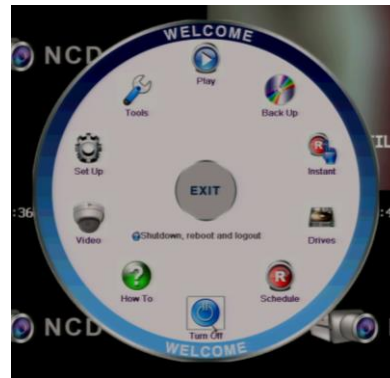 WELCOME
NCD
Play
Tools
Back Up
R
Set Up
Instant
EXIT
:36
Video
Shutdown, reboot and logout
Drives
?
R
How To
Schedule
NCD
Turn Off
WELCOME